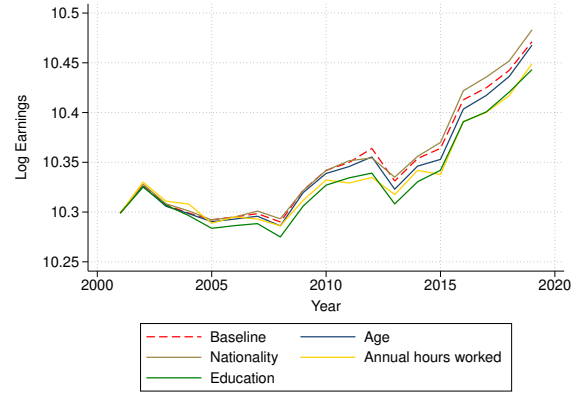 10.5
10.45
10.4
10.35
10.3
10.25
Log Earnings
2000 2005 2010 2015 2020
Year
Baseline Age
Nationality Annual hours worked
Education